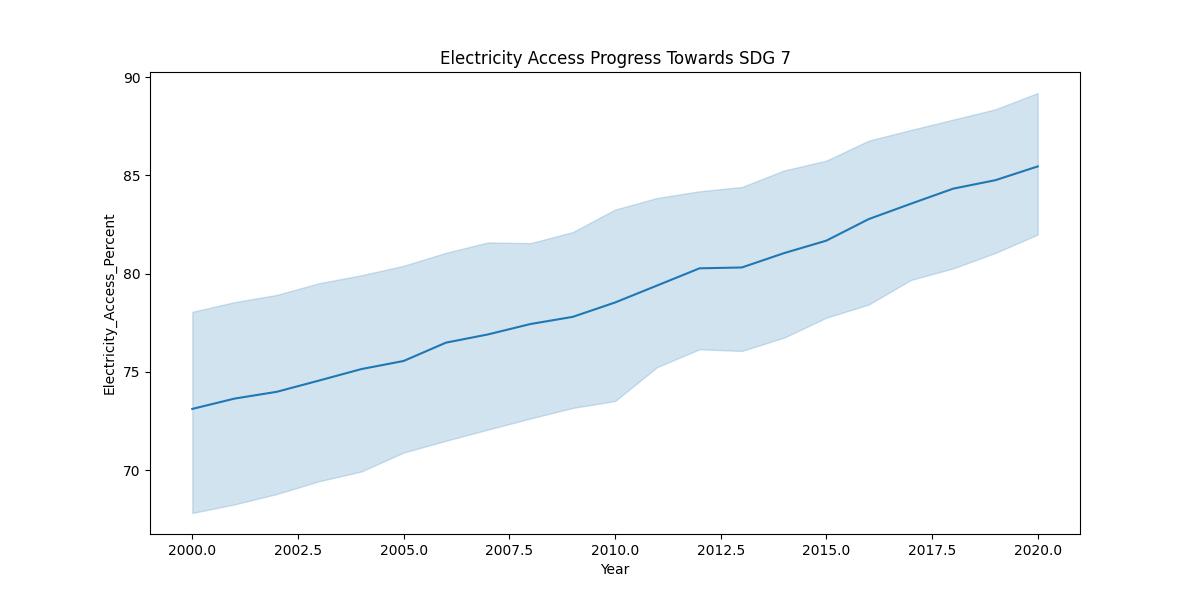 Electricity Access Progress Towards SDG 7
90
85
80
75
70
Electricity_Access_Percent
2000.0 2002.5 2005.0 2007.5 2010.0 2012.5 2015.0 2017.5 2020.0
Year